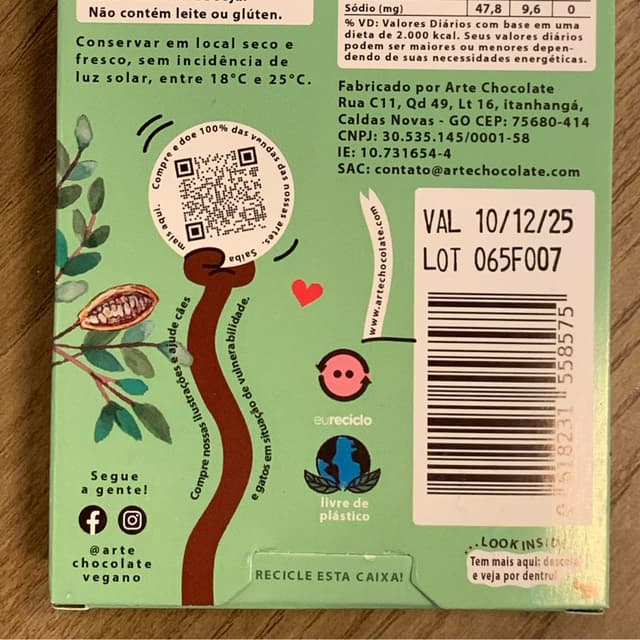 Não contém leite ou glúten.
Conservar em local seco e
fresco, sem incidência de
luz solar, entre 18°C e 25°C.
Sódio (mg) 47,8 9,6 0
% VD: Valores Diários com base em uma
dieta de 2.000 kcal. Seus valores diários
podem ser maiores ou menores depen-
dendo de suas necessidades energéticas.
Fabricado por Arte Chocolate
Rua C11, Qd 49, Lt 16, itanhangá,
Caldas Novas - GO CEP: 75680-414
CNPJ: 30.535.145/0001-58
IE: 10.731654-4
SAC: contato@artechocolate.com
Compre e doe 100% das vendas das nossas artes. Saiba mais aqui.
Compre nossas ilustrações e ajude cães
e gatos em situação de vulnerabilidade.
www.artechocolate.com
VAL 10/12/25
LOT 065F007
618231 558575
eureciclo
livre de
plástico
Segue
a gente!
@arte
chocolate
vegano
RECICLE ESTA CAIXA!
...LOOK INSIDE
Tem mais aqui:
e veja por dentro!